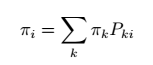 π_i = ∑_k π_k P_{ki}